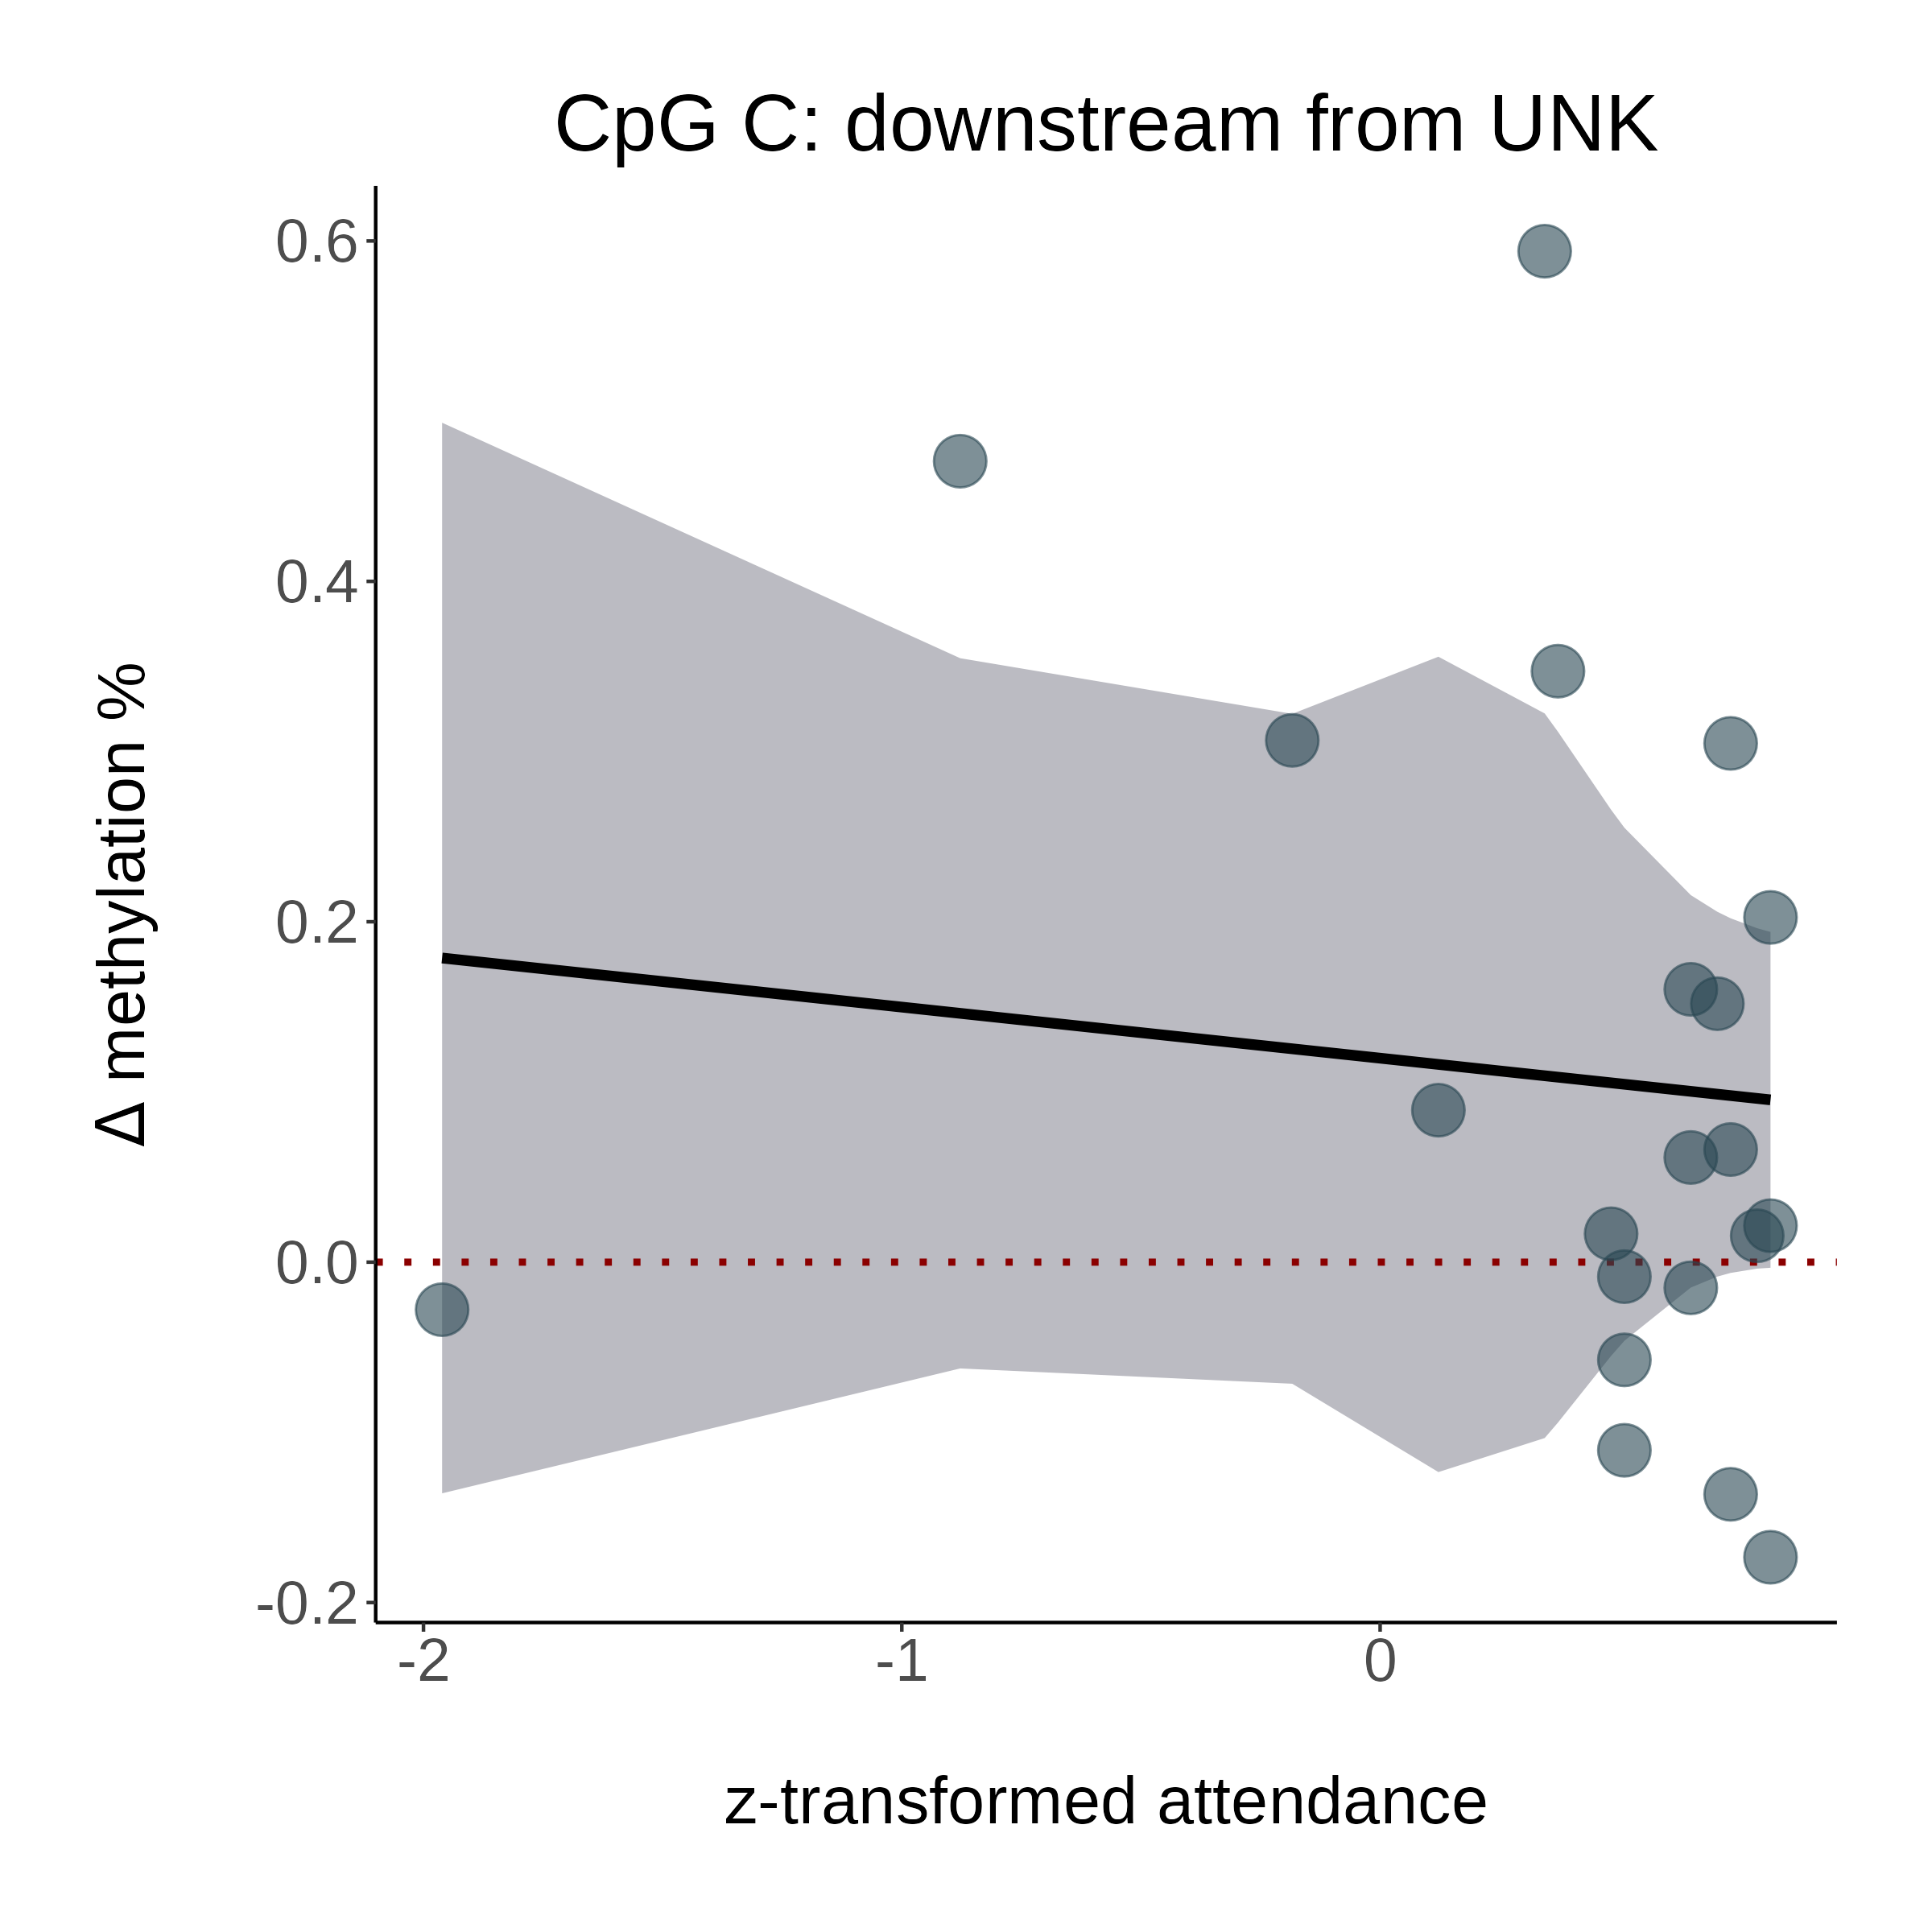 CpG C: downstream from UNK
0.6
0.4
0.2
0.0
-0.2
Δ methylation %
-2
-1
0
z-transformed attendance